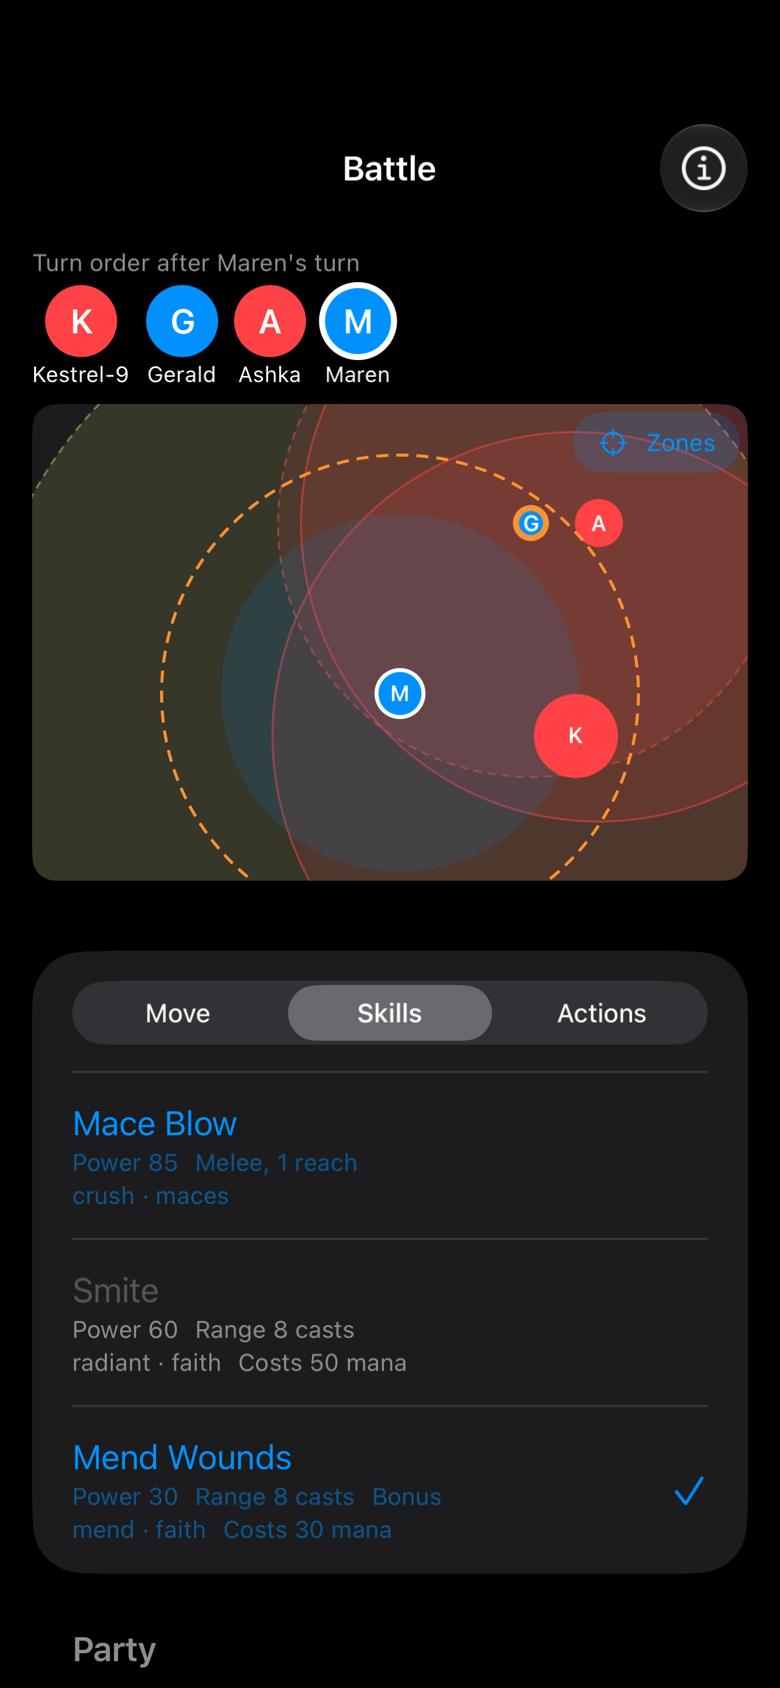 Battle
Turn order after Maren's turn
K G A M
Kestrel-9 Gerald Ashka Maren
Zones
G A
M
K
Move Skills Actions
Mace Blow
Power 85 Melee, 1 reach
crush · maces
Smite
Power 60 Range 8 casts
radiant · faith Costs 50 mana
Mend Wounds
Power 30 Range 8 casts Bonus
mend · faith Costs 30 mana
Party